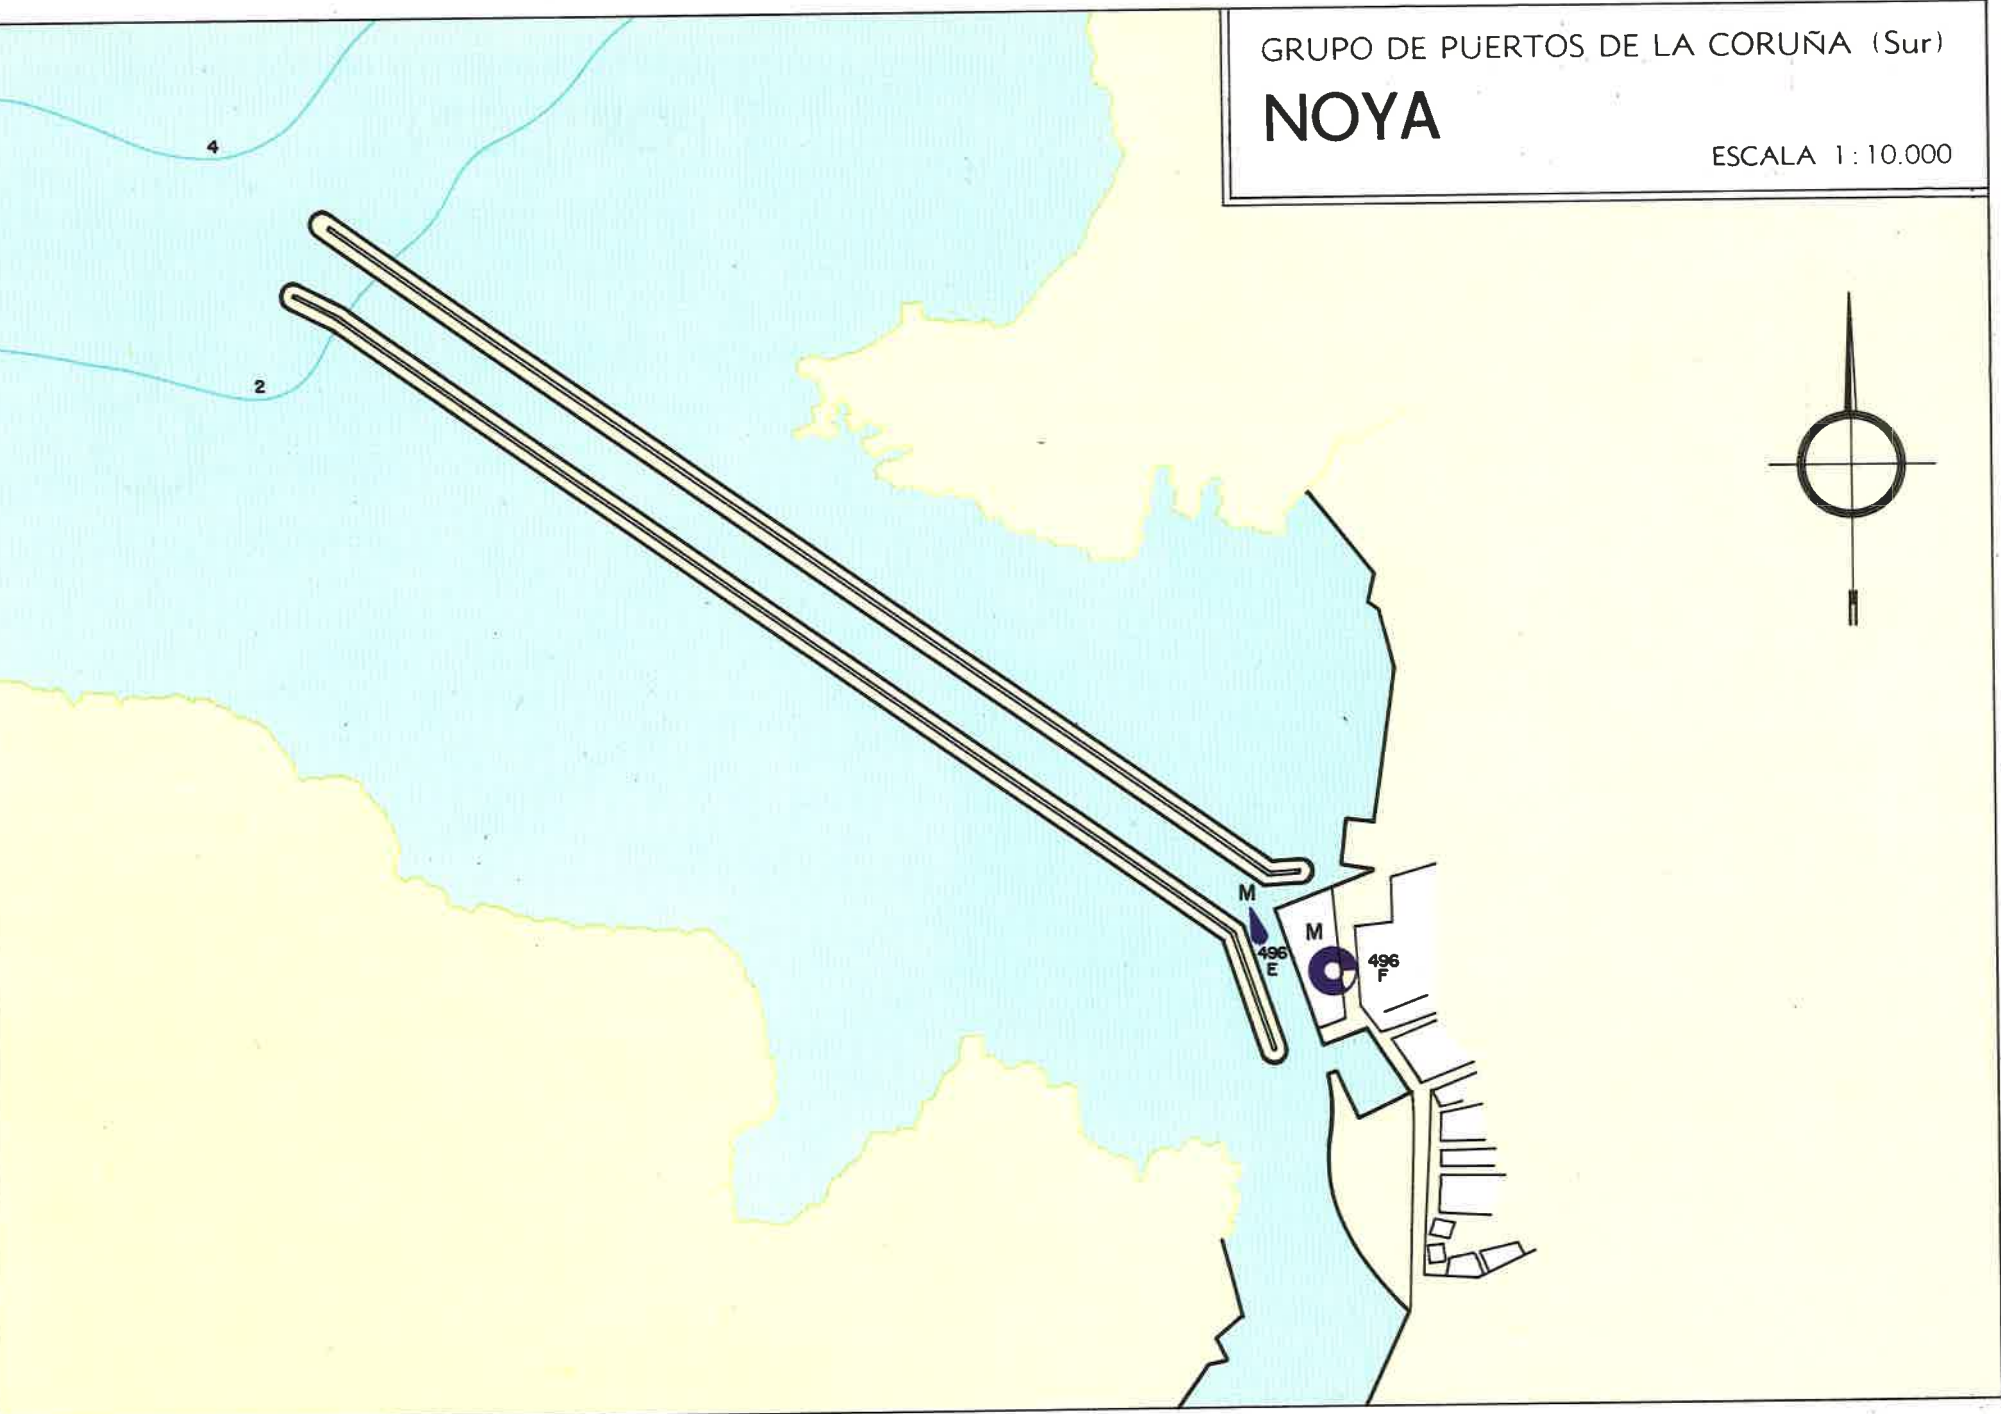 GRUPO DE PUERTOS DE LA CORUÑA (Sur)
NOYA
ESCALA 1:10.000
4
2
M
496
E
M
496
F
N